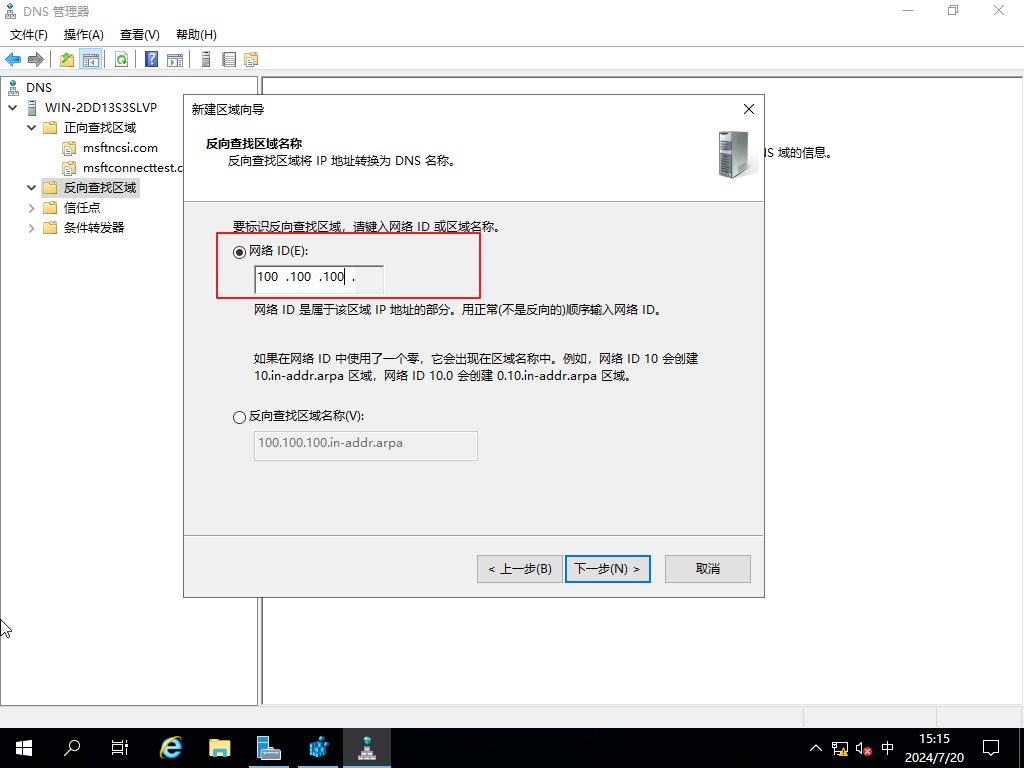 DNS 管理器
文件(F) 操作(A) 查看(V) 帮助(H)
DNS
WIN-2DD13S3SLVP
正向查找区域
msftncsi.com
msftconnecttest.c
反向查找区域
信任点
条件转发器
新建区域向导
反向查找区域名称
反向查找区域将 IP 地址转换为 DNS 名称。
NS 域的信息。
要标识反向查找区域，请键入网络 ID 或区域名称。
网络 ID(E):
100 .100 .100 .
网络 ID 是属于该区域 IP 地址的部分。用正常(不是反向的)顺序输入网络 ID。
如果在网络 ID 中使用了一个零，它会出现在区域名称中。例如，网络 ID 10 会创建
10.in-addr.arpa 区域，网络 ID 10.0 会创建 0.10.in-addr.arpa 区域。
反向查找区域名称(V):
100.100.100.in-addr.arpa
< 上一步(B) 下一步(N) > 取消
中
15:15
2024/7/20